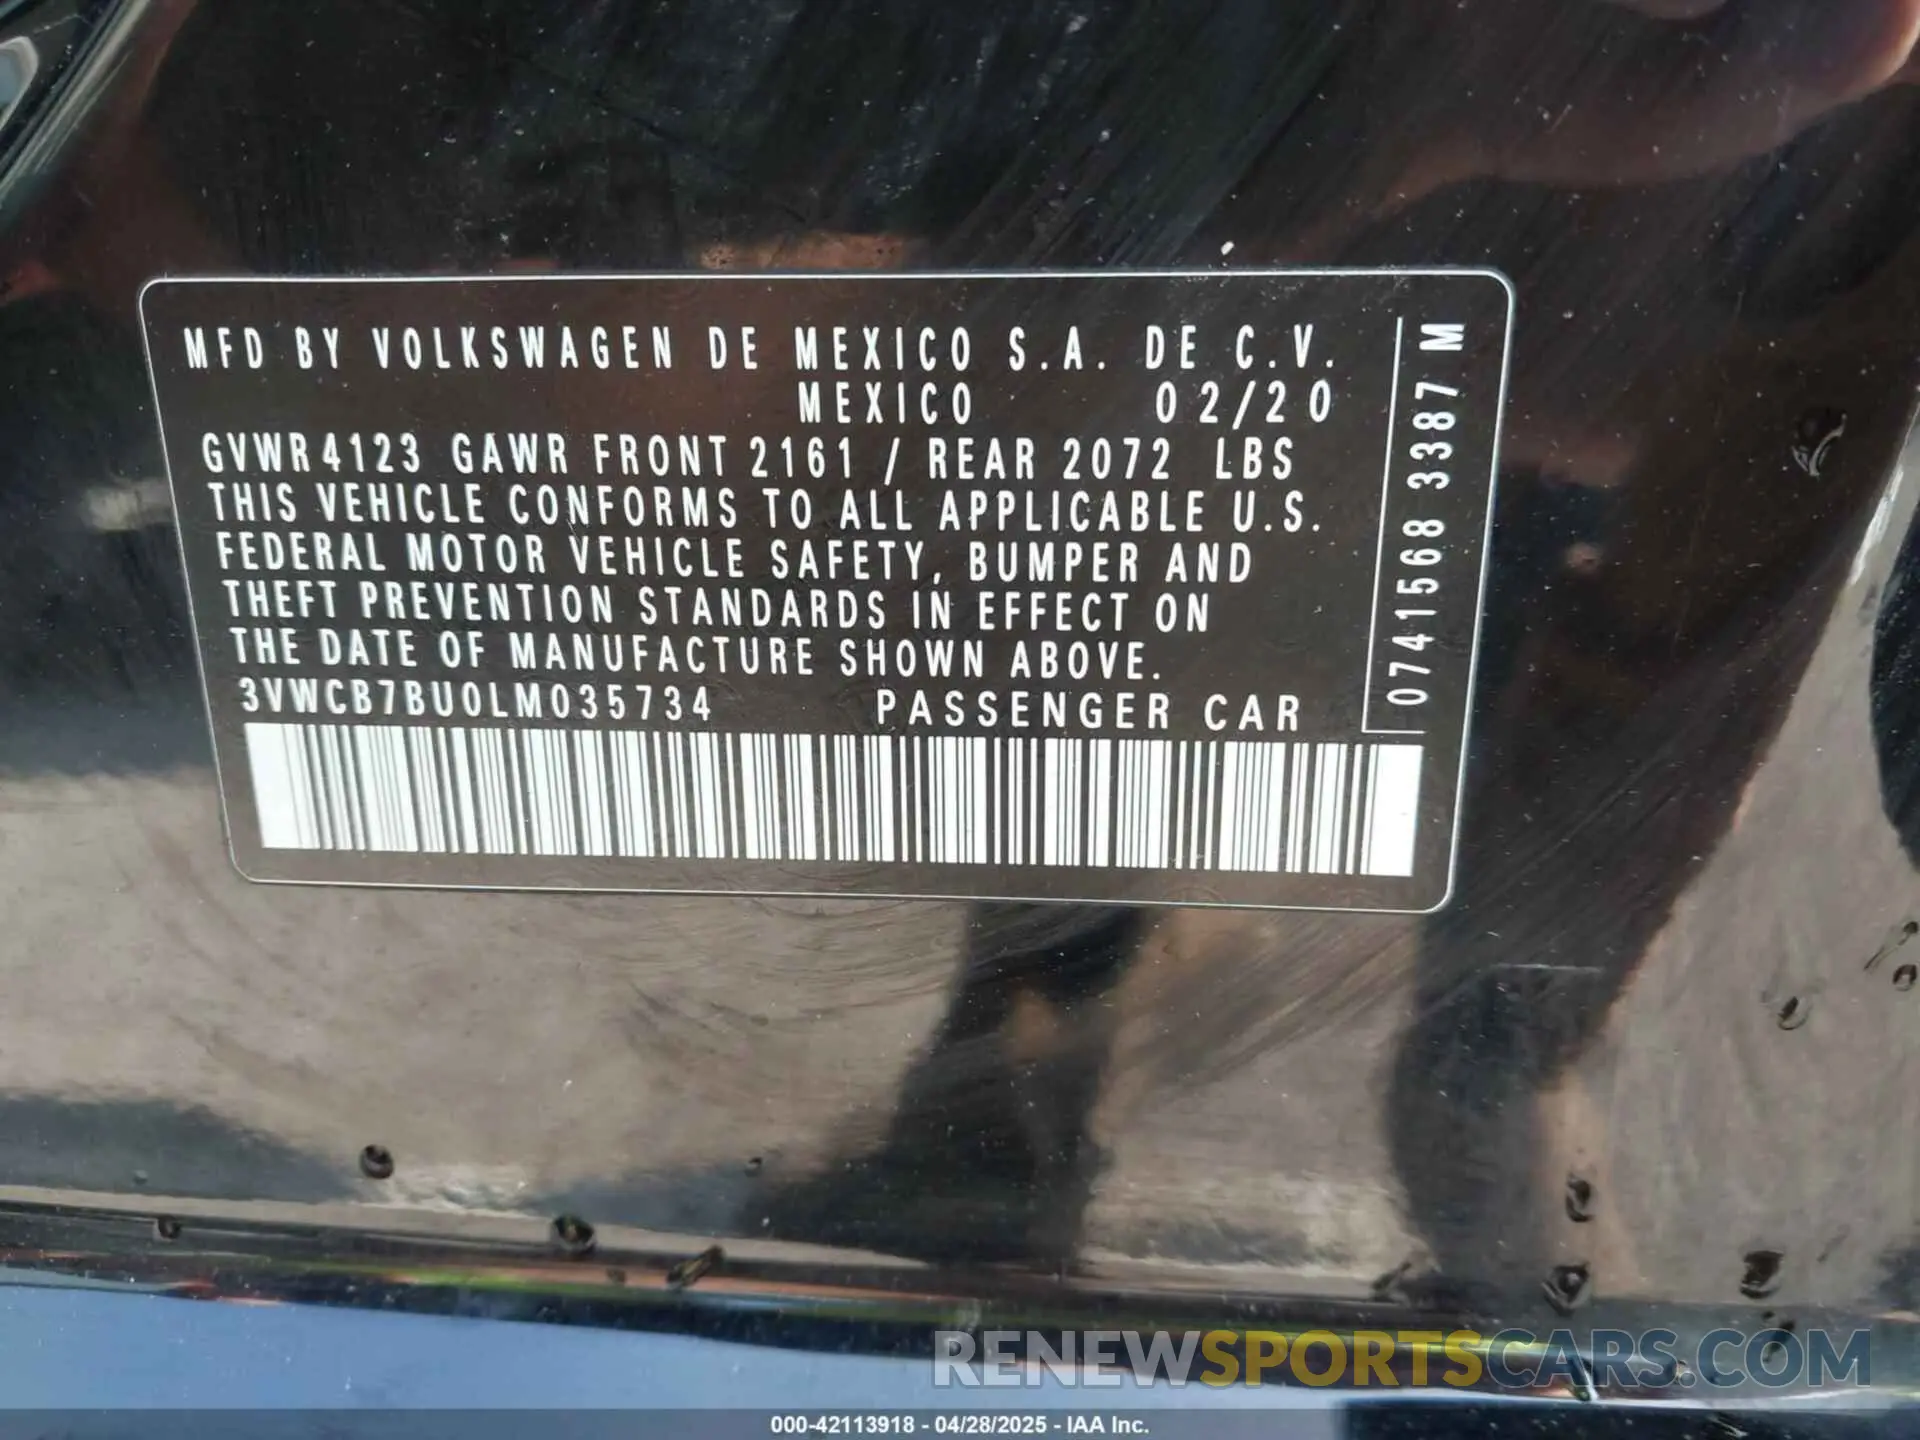 MFD BY VOLKSWAGEN DE MEXICO S.A. DE C.V.
MEXICO 02/20
GVWR 4123 GAWR FRONT 2161 / REAR 2072 LBS
THIS VEHICLE CONFORMS TO ALL APPLICABLE U.S.
FEDERAL MOTOR VEHICLE SAFETY, BUMPER AND
THEFT PREVENTION STANDARDS IN EFFECT ON
THE DATE OF MANUFACTURE SHOWN ABOVE.
3VWCB7BU0LM035734 PASSENGER CAR
0741568 3387 M
RENEWSPORTSCARS.COM
000-42113918 - 04/28/2025 - IAA Inc.